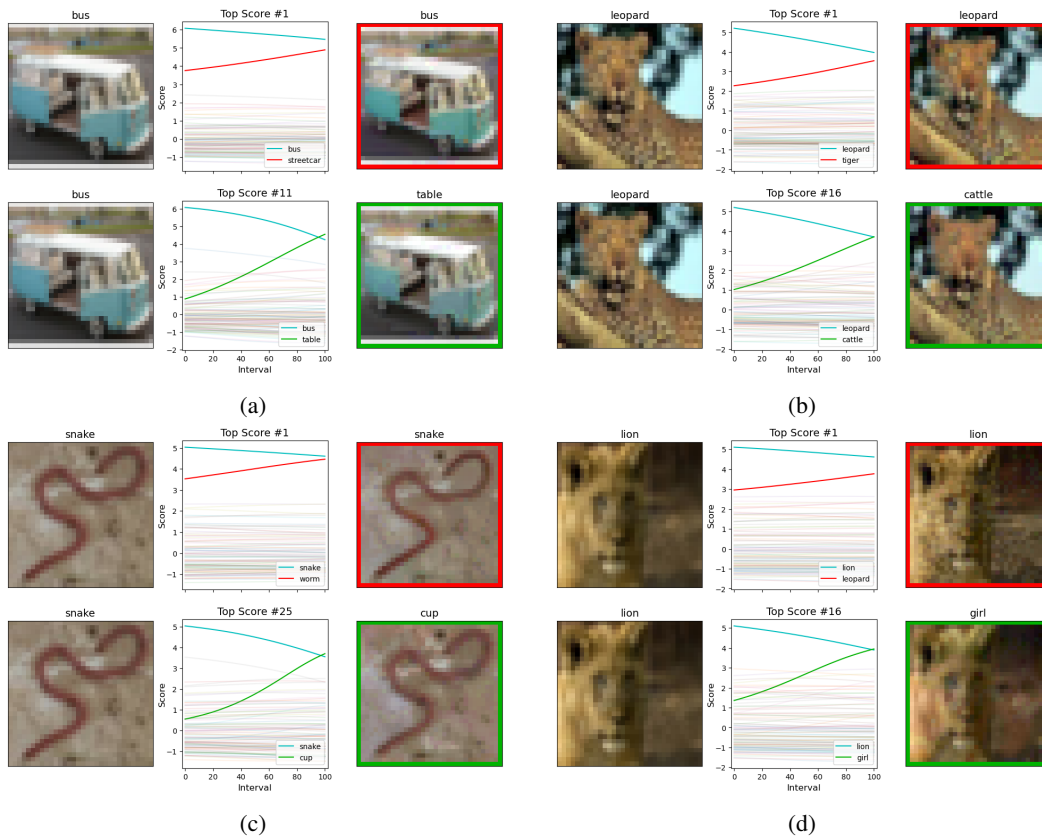 bus
Top Score #1
bus
6
5
4
3
2
1
0
−1
Score
bus
streetcar
leopard
Top Score #1
leopard
5
4
3
2
1
0
−1
−2
Score
leopard
tiger
bus
Top Score #11
table
6
5
4
3
2
1
0
−1
−2
Score
bus
table
0 20 40 60 80 100
Interval
leopard
Top Score #16
cattle
5
4
3
2
1
0
−1
−2
Score
leopard
cattle
0 20 40 60 80 100
Interval
(a)
(b)
snake
Top Score #1
snake
5
4
3
2
1
0
−1
Score
snake
worm
lion
Top Score #1
lion
5
4
3
2
1
0
−1
−2
Score
lion
leopard
snake
Top Score #25
cup
5
4
3
2
1
0
−1
Score
snake
cup
0 20 40 60 80 100
Interval
lion
Top Score #16
girl
5
4
3
2
1
0
−1
−2
Score
lion
girl
0 20 40 60 80 100
Interval
(c)
(d)